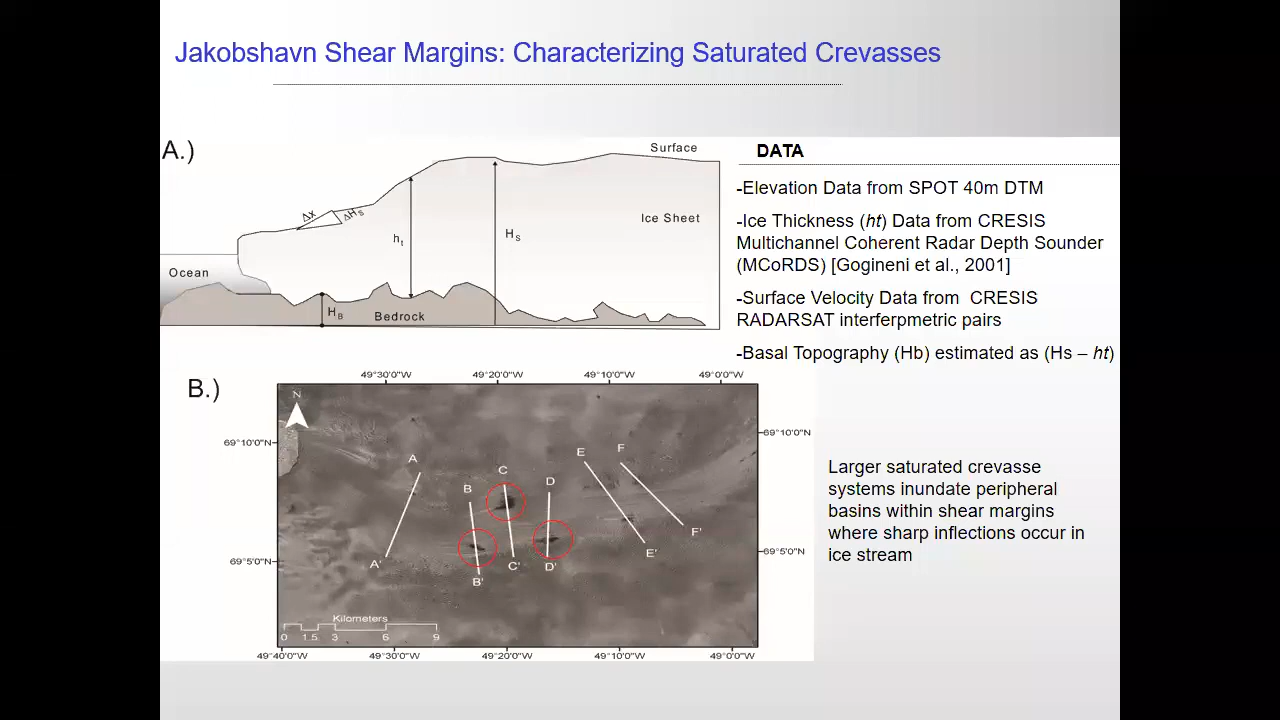 Jakobshavn Shear Margins: Characterizing Saturated Crevasses
A.)
Surface
Δx
ΔHs
Ice Sheet
ht
Hs
Ocean
HB
Bedrock
DATA
-Elevation Data from SPOT 40m DTM
-Ice Thickness (ht) Data from CRESIS
Multichannel Coherent Radar Depth Sounder
(MCoRDS) [Gogineni et al., 2001]
-Surface Velocity Data from CRESIS
RADARSAT interferpmetric pairs
-Basal Topography (Hb) estimated as (Hs – ht)
B.)
49°30'0"W 49°20'0"W 49°10'0"W 49°0'0"W
N
69°10'0"N 69°10'0"N
A B C D E F
A' B' C' D' E' F'
69°5'0"N 69°5'0"N
Kilometers
0 1.5 3 6 9
49°40'0"W 49°30'0"W 49°20'0"W 49°10'0"W 49°0'0"W
Larger saturated crevasse
systems inundate peripheral
basins within shear margins
where sharp inflections occur in
ice stream